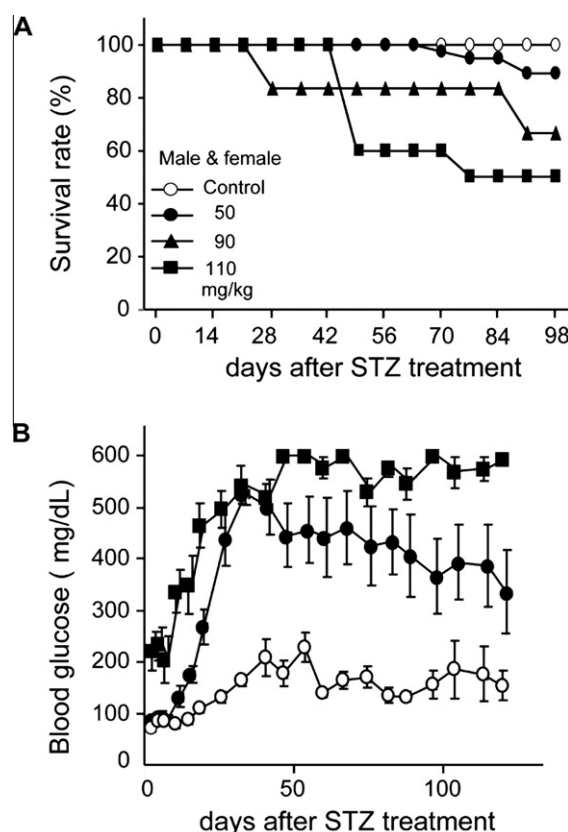 A
Survival rate (%)
100
80
60
40
20
0
Male & female
Control
50
90
110
mg/kg
0 14 28 42 56 70 84 98
days after STZ treatment
B
Blood glucose ( mg/dL)
600
500
400
300
200
100
0
0 50 100
days after STZ treatment